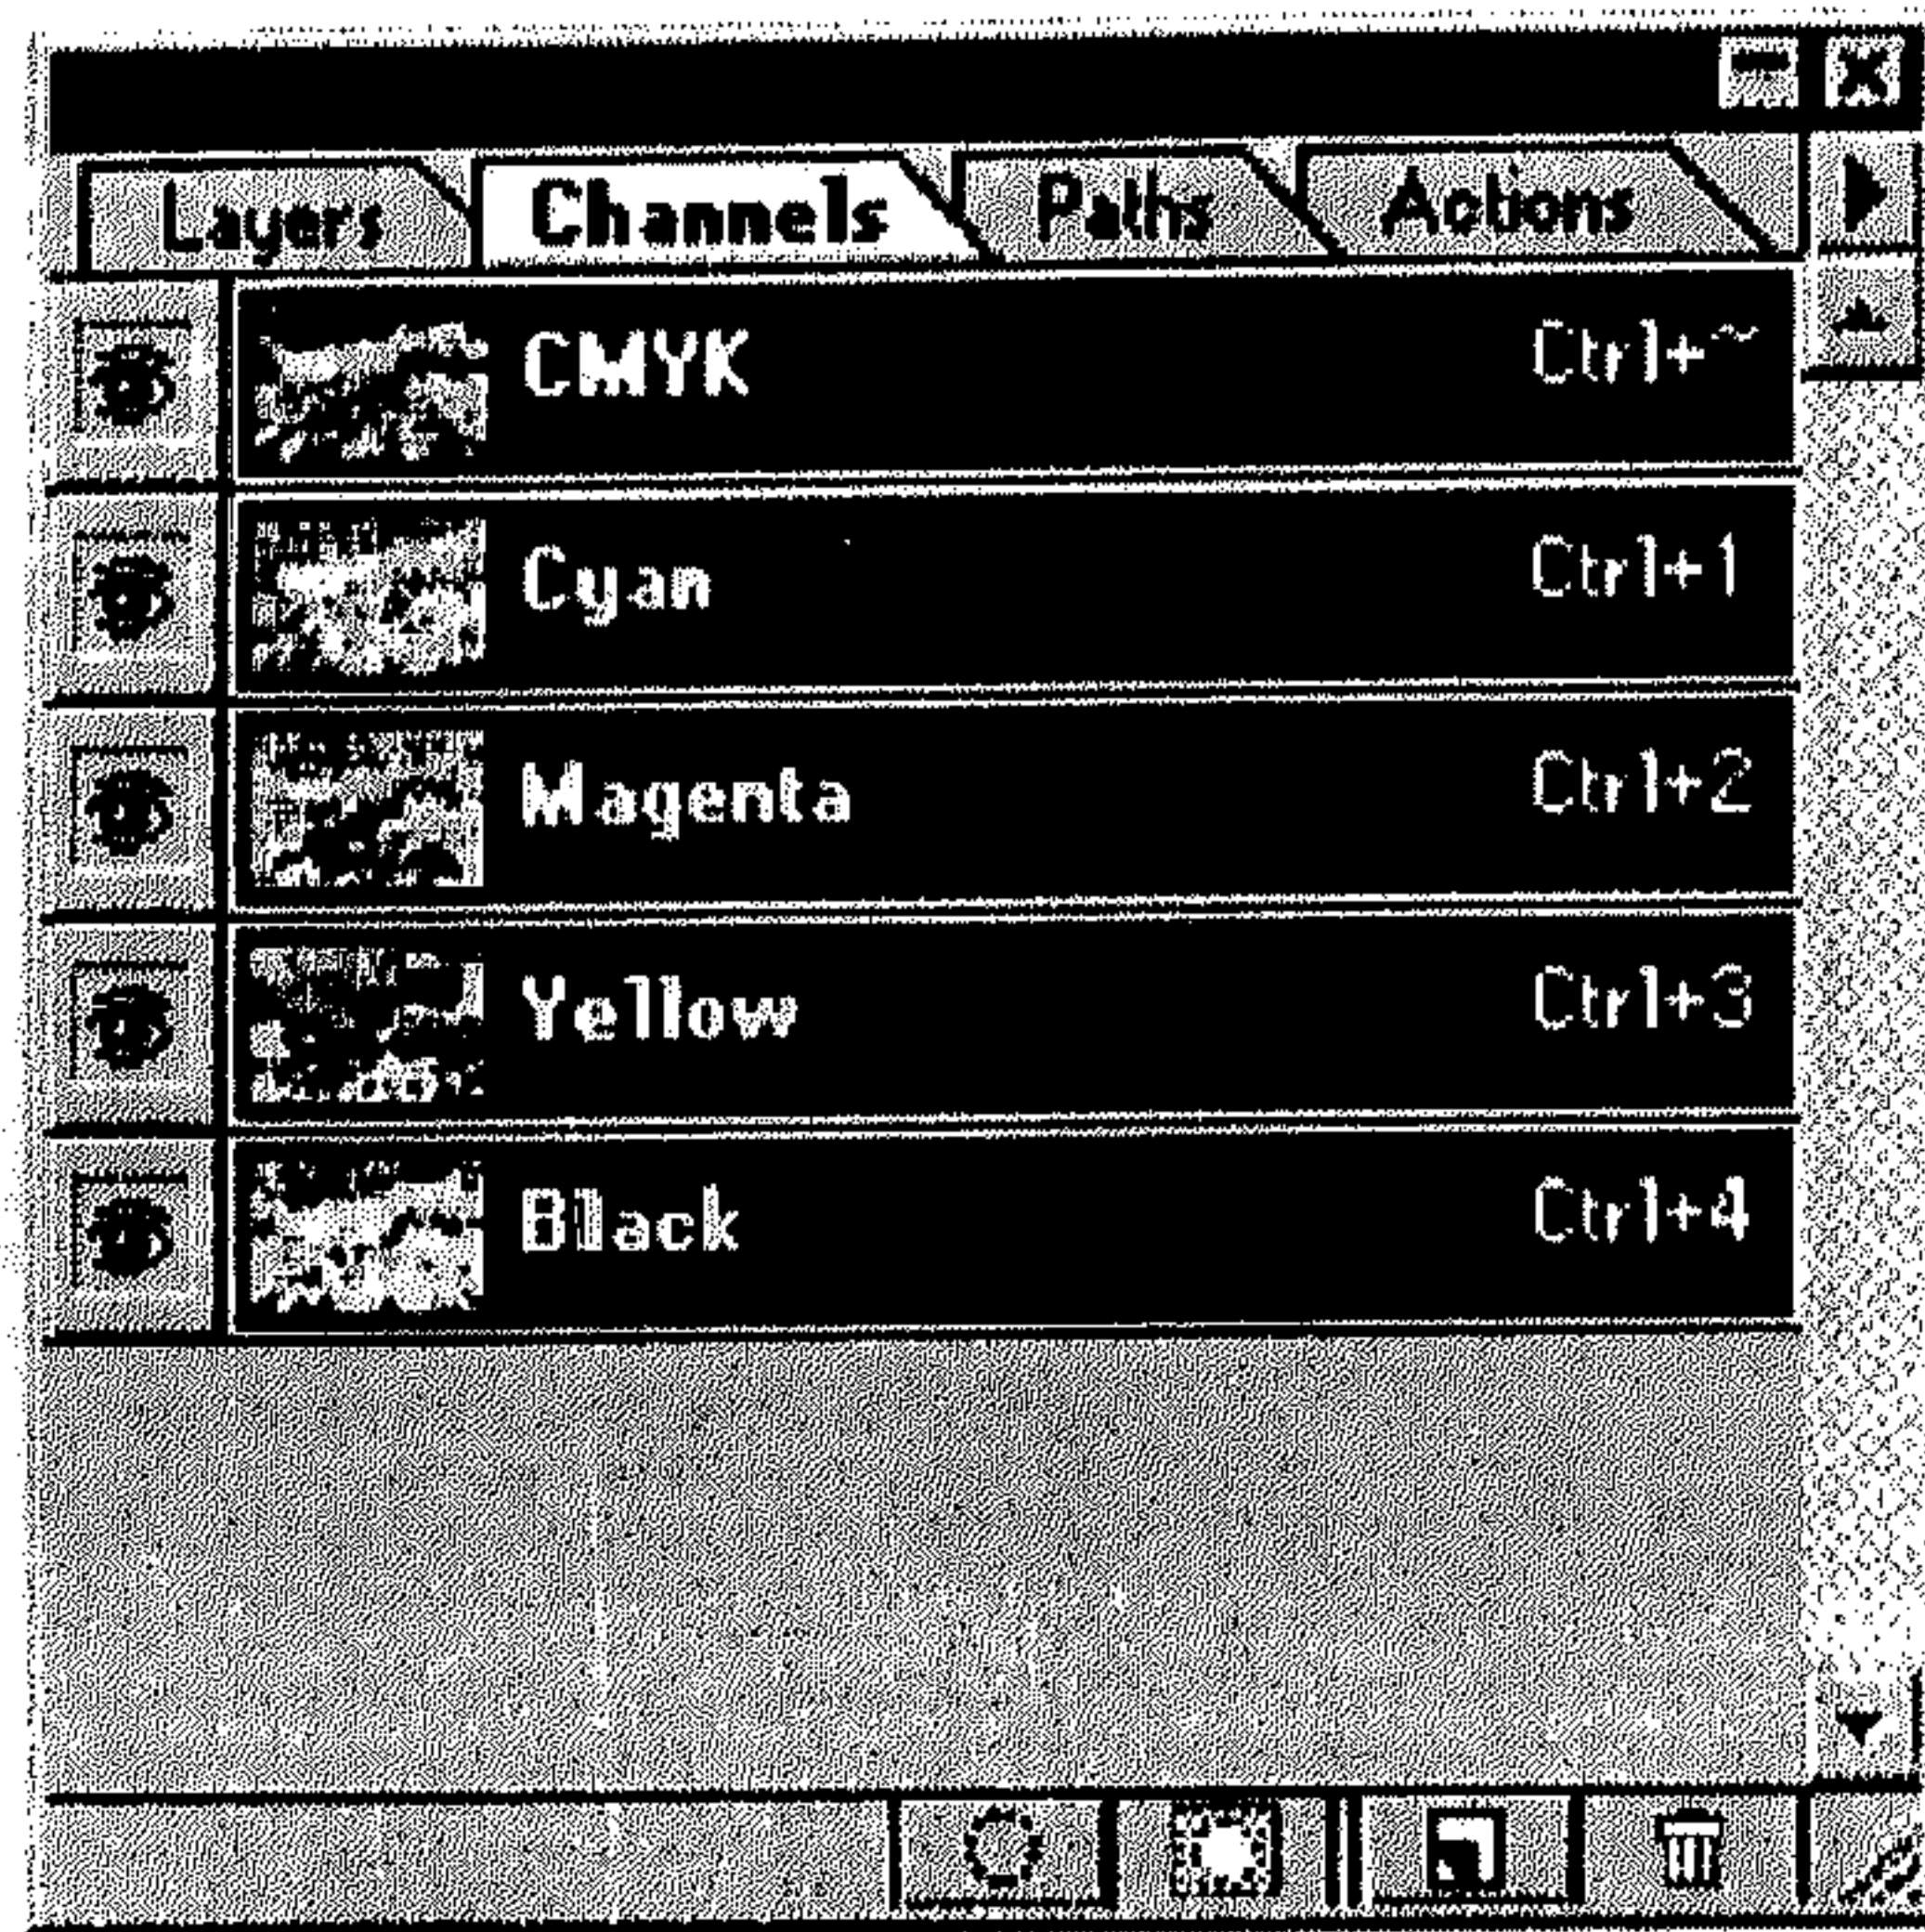 Layers Channels Paths Actions
CMYK Ctrl+~
Cyan Ctrl+1
Magenta Ctrl+2
Yellow Ctrl+3
Black Ctrl+4